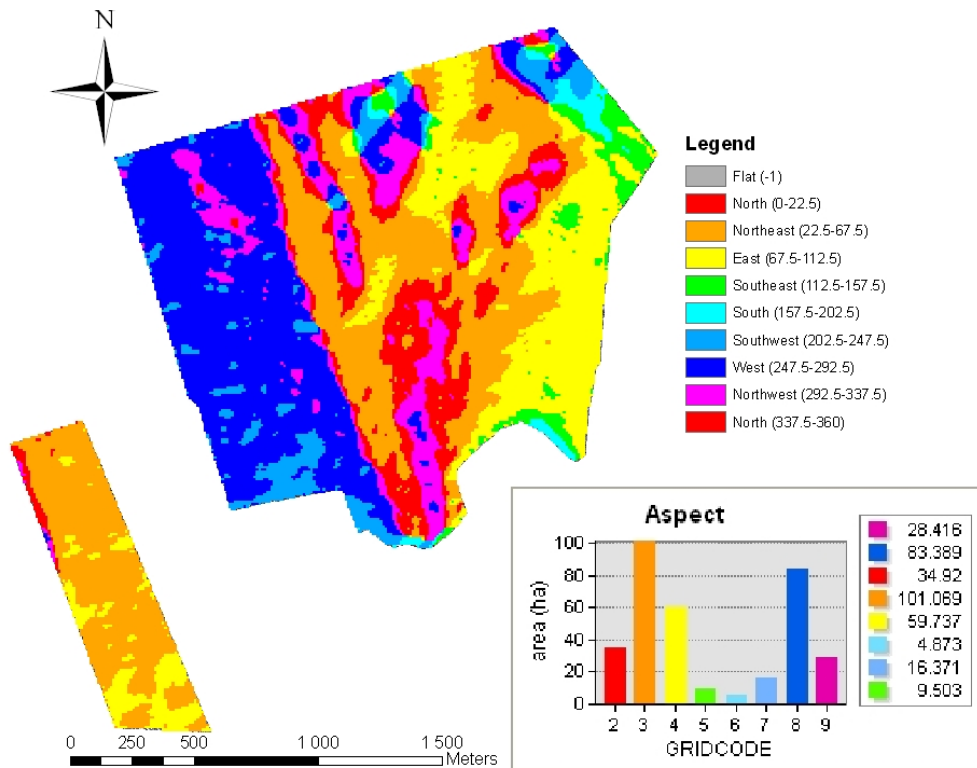 N
Legend
Flat (-1)
North (0-22.5)
Northeast (22.5-67.5)
East (67.5-112.5)
Southeast (112.5-157.5)
South (157.5-202.5)
Southwest (202.5-247.5)
West (247.5-292.5)
Northwest (292.5-337.5)
North (337.5-360)
Aspect
area (ha)
100
80
60
40
20
0
2 3 4 5 6 7 8 9
GRIDCODE
28.416
83.389
34.92
101.069
59.737
4.873
16.371
9.503
0 250 500 1 000 1 500
Meters